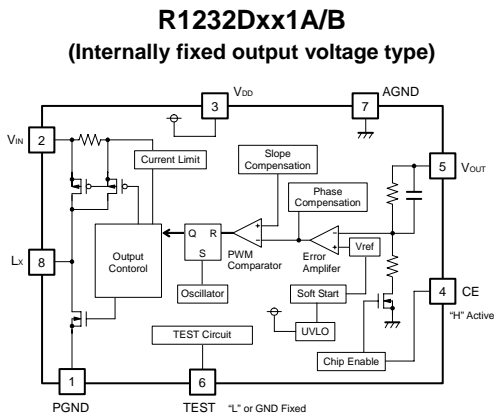 R1232Dxx1A/B
(Internally fixed output voltage type)
VDD
AGND
3
7
VIN
2
Current Limit
Slope
Compensation
Phase
Compensation
5
VOUT
Output
Contorol
Q R
S
PWM
Comparator
Error
Amplifer
Vref
LX
8
Oscillator
Soft Start
4
CE
"H" Active
UVLO
TEST Circuit
Chip Enable
1
6
PGND
TEST "L" or GND Fixed